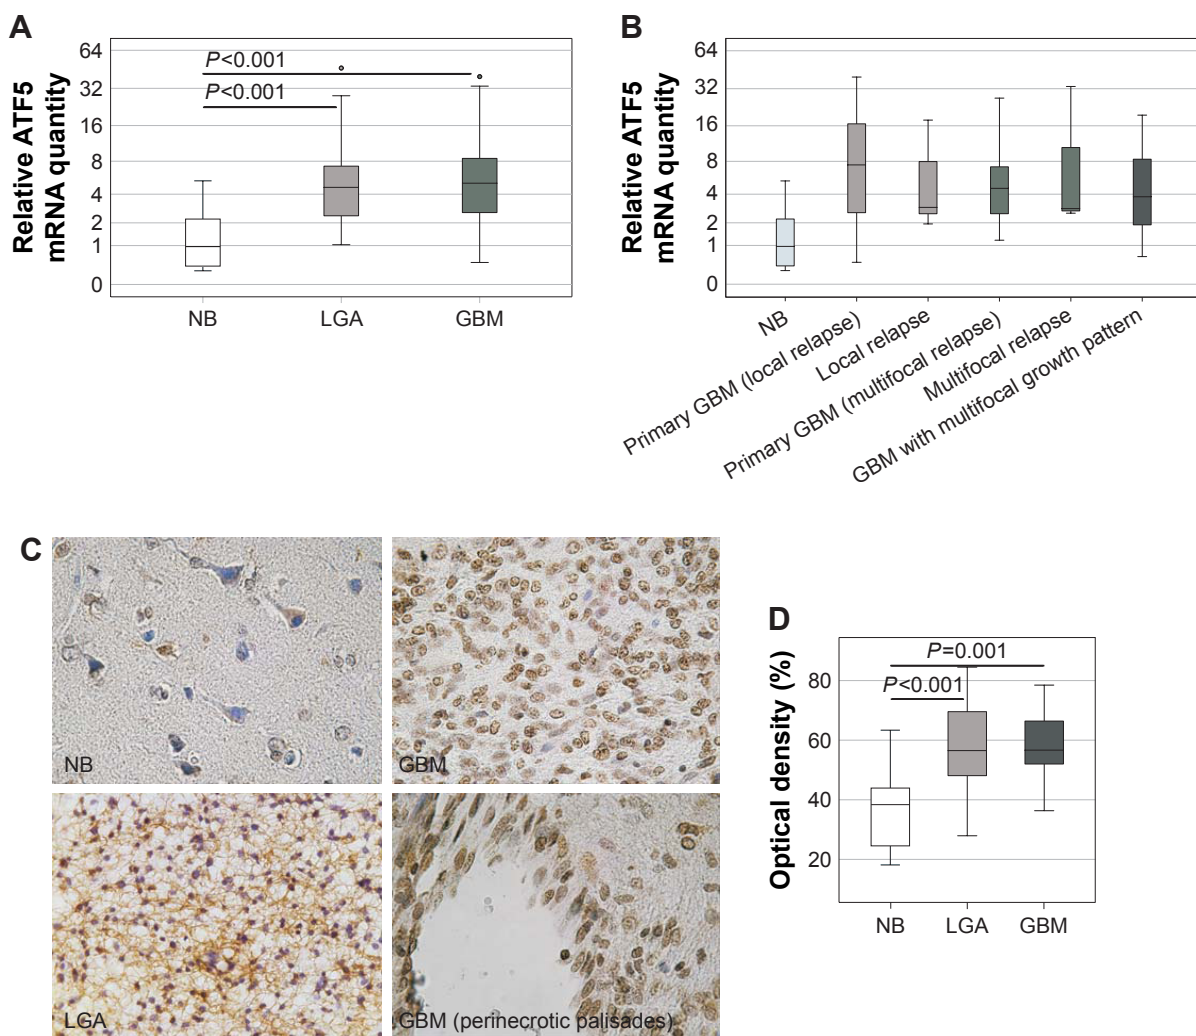 A
Relative ATF5
mRNA quantity
64
32
16
8
4
2
1
0
P<0.001
P<0.001
NB
LGA
GBM
B
Relative ATF5
mRNA quantity
64
32
16
8
4
2
1
0
NB
Primary GBM (local relapse)
Local relapse
Primary GBM (multifocal relapse)
Multifocal relapse
GBM with multifocal growth pattern
C
NB
GBM
LGA
GBM (perinecrotic palisades)
D
Optical density (%)
80
60
40
20
P=0.001
P<0.001
NB
LGA
GBM